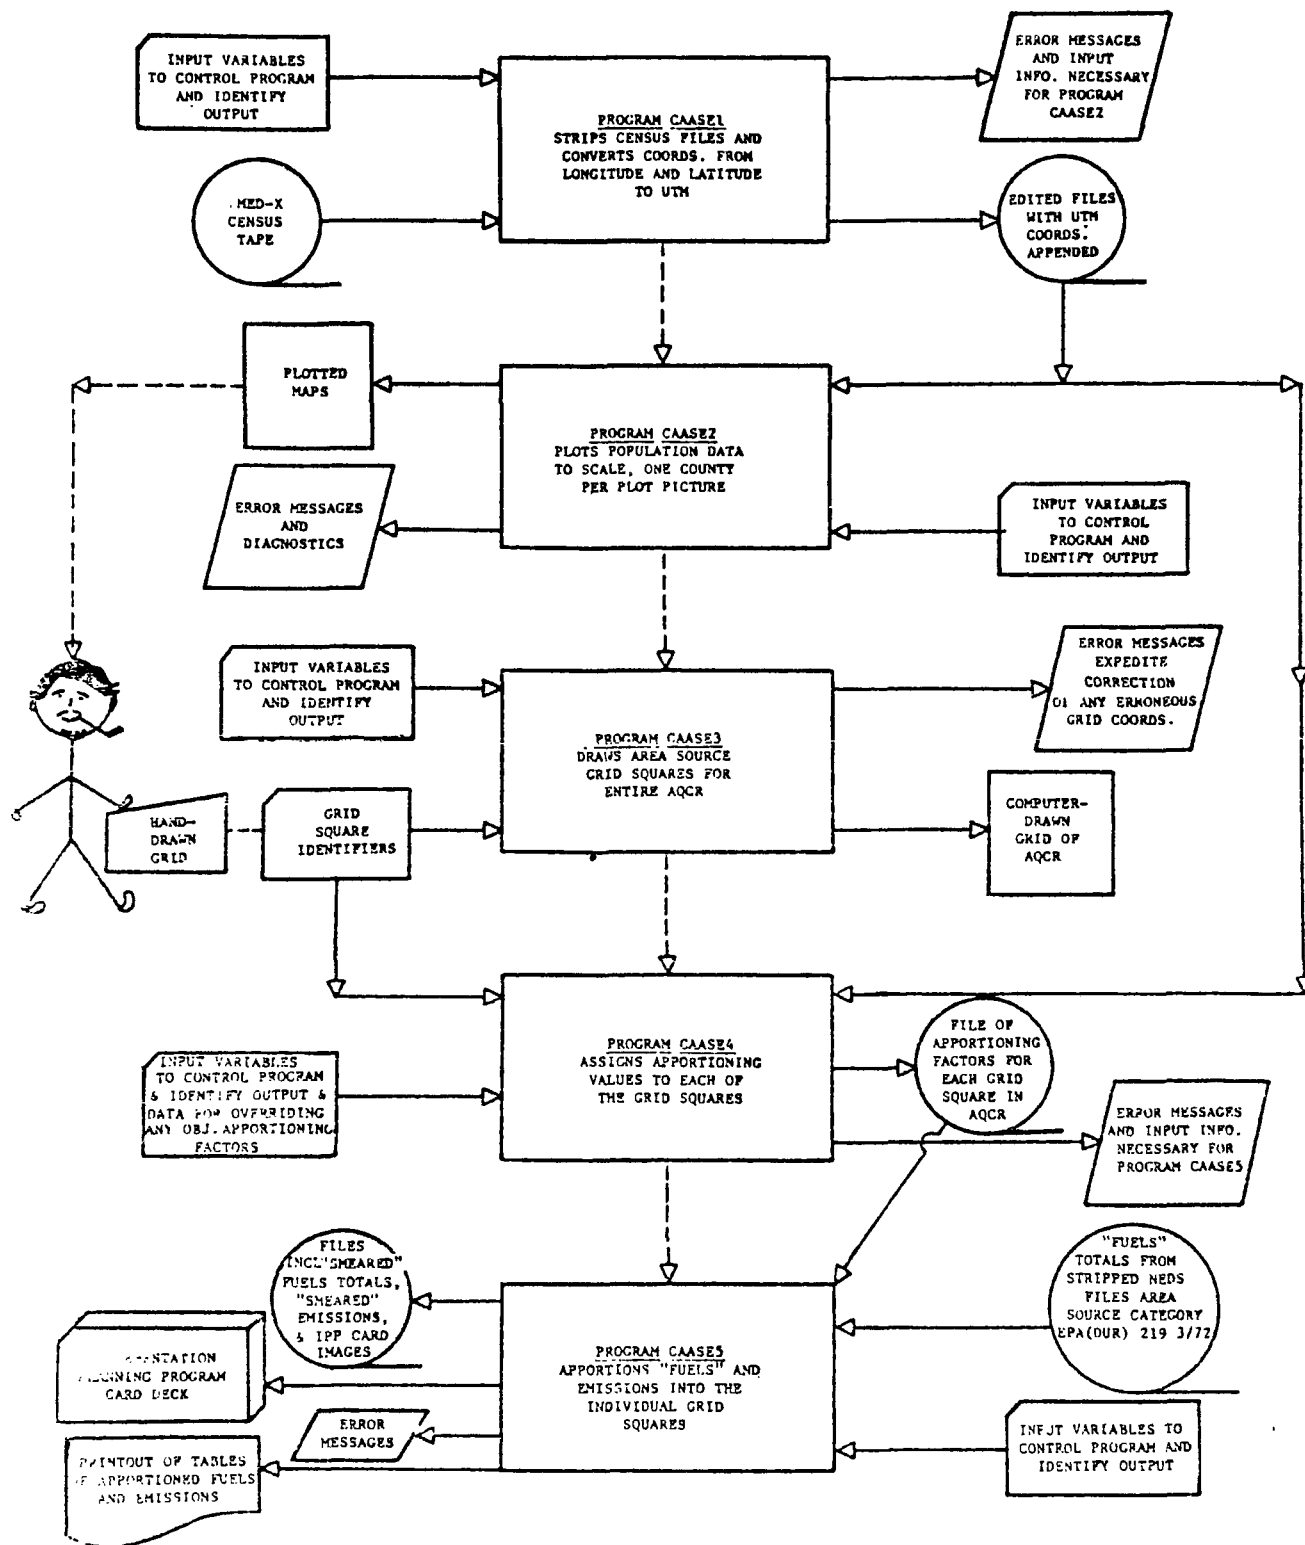 INPUT VARIABLES
TO CONTROL PROGRAM
AND IDENTIFY
OUTPUT
PROGRAM CAASE1
STRIPS CENSUS FILES AND
CONVERTS COORDS. FROM
LONGITUDE AND LATITUDE
TO UTM
ERROR MESSAGES
AND INPUT
INFO. NECESSARY
FOR PROGRAM
CAASE2
MED-X
CENSUS
TAPE
EDITED FILES
WITH UTM
COORDS.
APPENDED
PLOTTED
MAPS
PROGRAM CAASE2
PLOTS POPULATION DATA
TO SCALE, ONE COUNTY
PER PLOT PICTURE
ERROR MESSAGES
AND
DIAGNOSTICS
INPUT VARIABLES
TO CONTROL
PROGRAM AND
IDENTIFY OUTPUT
INPUT VARIABLES
TO CONTROL PROGRAM
AND IDENTIFY
OUTPUT
PROGRAM CAASE3
DRAWS AREA SOURCE
GRID SQUARES FOR
ENTIRE AQCR
ERROR MESSAGES
EXPEDITE
CORRECTION
OF ANY ERRONEOUS
GRID COORDS.
HAND-
DRAWN
GRID
GRID
SQUARE
IDENTIFIERS
COMPUTER-
DRAWN
GRID OF
AQCR
INPUT VARIABLES
TO CONTROL PROGRAM
& IDENTIFY OUTPUT &
DATA FOR OVERRIDING
ANY OBJ. APPORTIONING
FACTORS
PROGRAM CAASE4
ASSIGNS APPORTIONING
VALUES TO EACH OF
THE GRID SQUARES
FILE OF
APPORTIONING
FACTORS FOR
EACH GRID
SQUARE IN
AQCR
ERROR MESSAGES
AND INPUT INFO.
NECESSARY FOR
PROGRAM CAASE5
FILES
INCL "SMEARED"
FUELS TOTALS,
"SMEARED"
EMISSIONS,
& IPP CARD
IMAGES
PROGRAM CAASE5
APPORTIONS "FUELS" AND
EMISSIONS INTO THE
INDIVIDUAL GRID
SQUARES
"FUELS"
TOTALS FROM
STRIPPED NEDS
FILES AREA
SOURCE CATEGORY
EPA(DUR) 219 3/72
PROGRAM
CARD DECK
ERROR
MESSAGES
PRINTOUT OF TABLES
OF APPORTIONED FUELS
AND EMISSIONS
INPUT VARIABLES TO
CONTROL PROGRAM AND
IDENTIFY OUTPUT